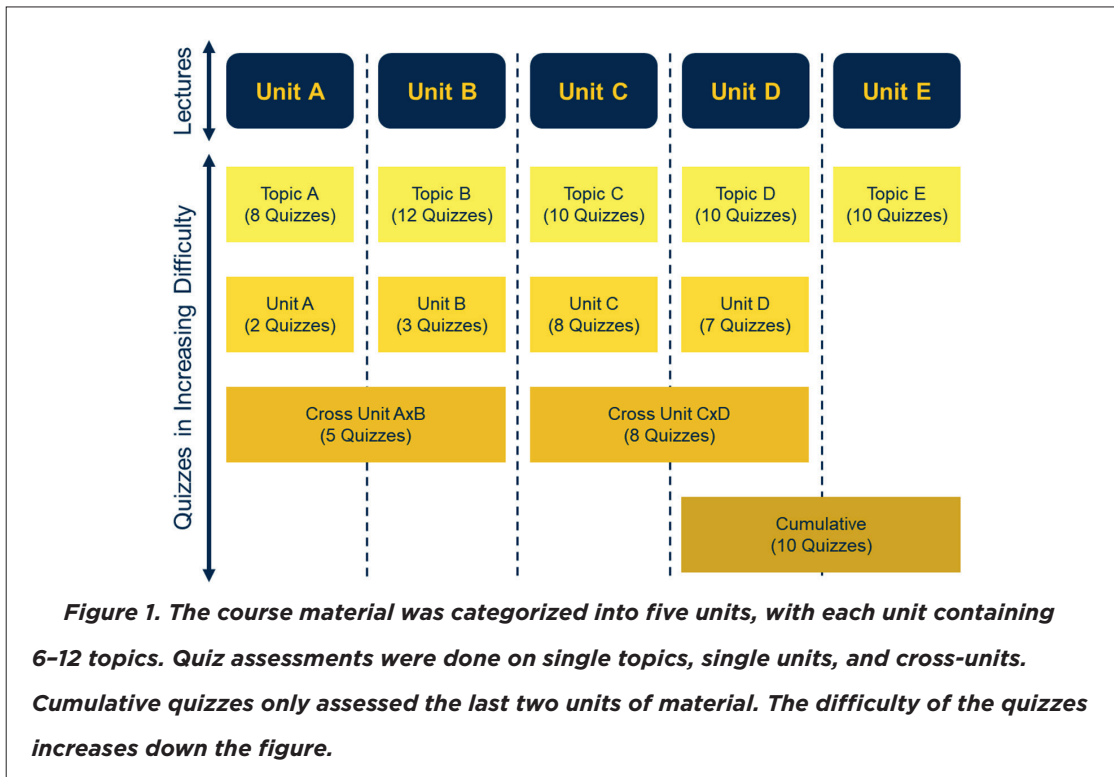 Lectures
Unit A
Unit B
Unit C
Unit D
Unit E
Quizzes in Increasing Difficulty
Topic A
(8 Quizzes)
Topic B
(12 Quizzes)
Topic C
(10 Quizzes)
Topic D
(10 Quizzes)
Topic E
(10 Quizzes)
Unit A
(2 Quizzes)
Unit B
(3 Quizzes)
Unit C
(8 Quizzes)
Unit D
(7 Quizzes)
Cross Unit AxB
(5 Quizzes)
Cross Unit CxD
(8 Quizzes)
Cumulative
(10 Quizzes)
Figure 1. The course material was categorized into five units, with each unit containing
6–12 topics. Quiz assessments were done on single topics, single units, and cross-units.
Cumulative quizzes only assessed the last two units of material. The difficulty of the quizzes
increases down the figure.